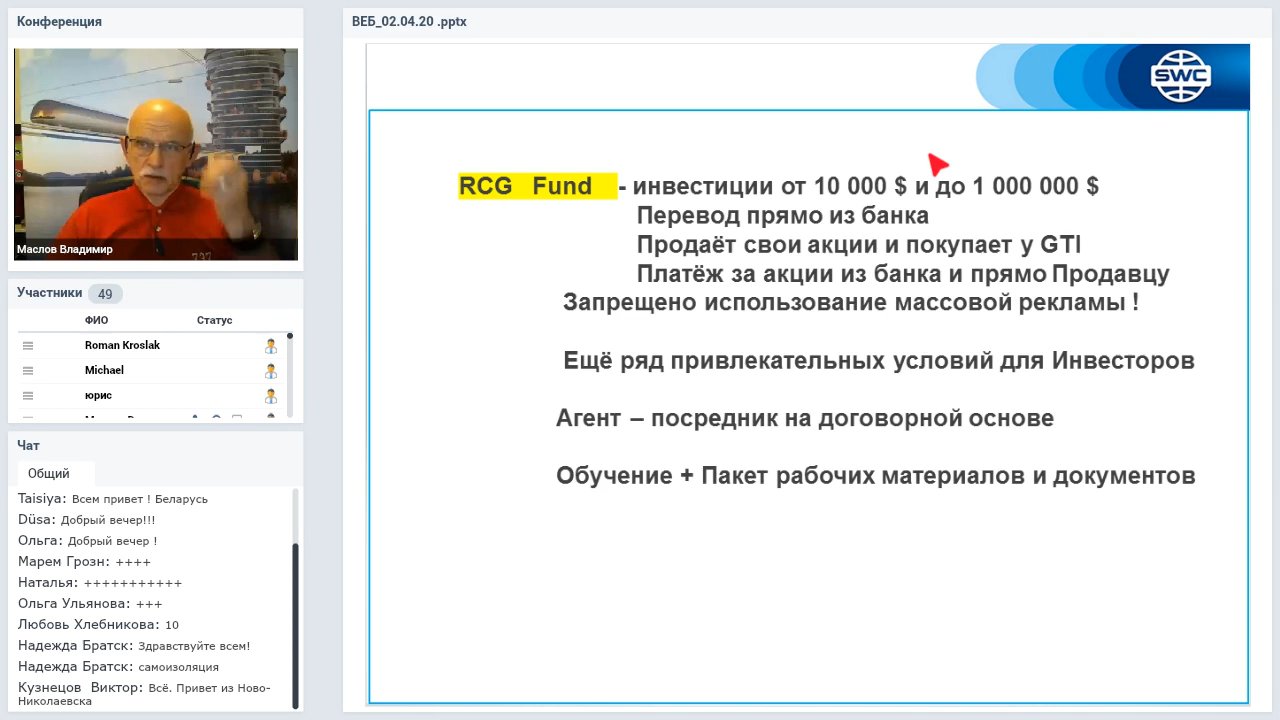 Конференция
Маслов Владимир
Участники 49
ФИО Статус
Roman Kroslak
Michael
юрис
Чат
Общий
Taisiya: Всем привет ! Беларусь
Düsa: Добрый вечер!!!
Ольга: Добрый вечер !
Марем Грозн: ++++
Наталья: +++++++++++
Ольга Ульянова: +++
Любовь Хлебникова: 10
Надежда Братск: Здравствуйте всем!
Надежда Братск: самоизоляция
Кузнецов Виктор: Всё. Привет из Ново-
Николаевска
ВЕБ_02.04.20 .pptx
SWC
RCG Fund - инвестиции от 10 000 $ и до 1 000 000 $
Перевод прямо из банка
Продаёт свои акции и покупает у GTI
Платёж за акции из банка и прямо Продавцу
Запрещено использование массовой рекламы !
Ещё ряд привлекательных условий для Инвесторов
Агент – посредник на договорной основе
Обучение + Пакет рабочих материалов и документов